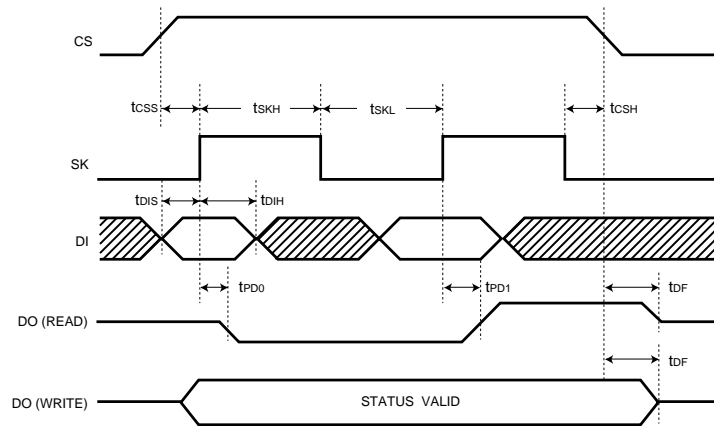 CS
tCSS
tSKH
tSKL
tCSH
SK
tDIS
tDIH
DI
tPD0
tPD1
tDF
DO (READ)
tDF
DO (WRITE)
STATUS VALID